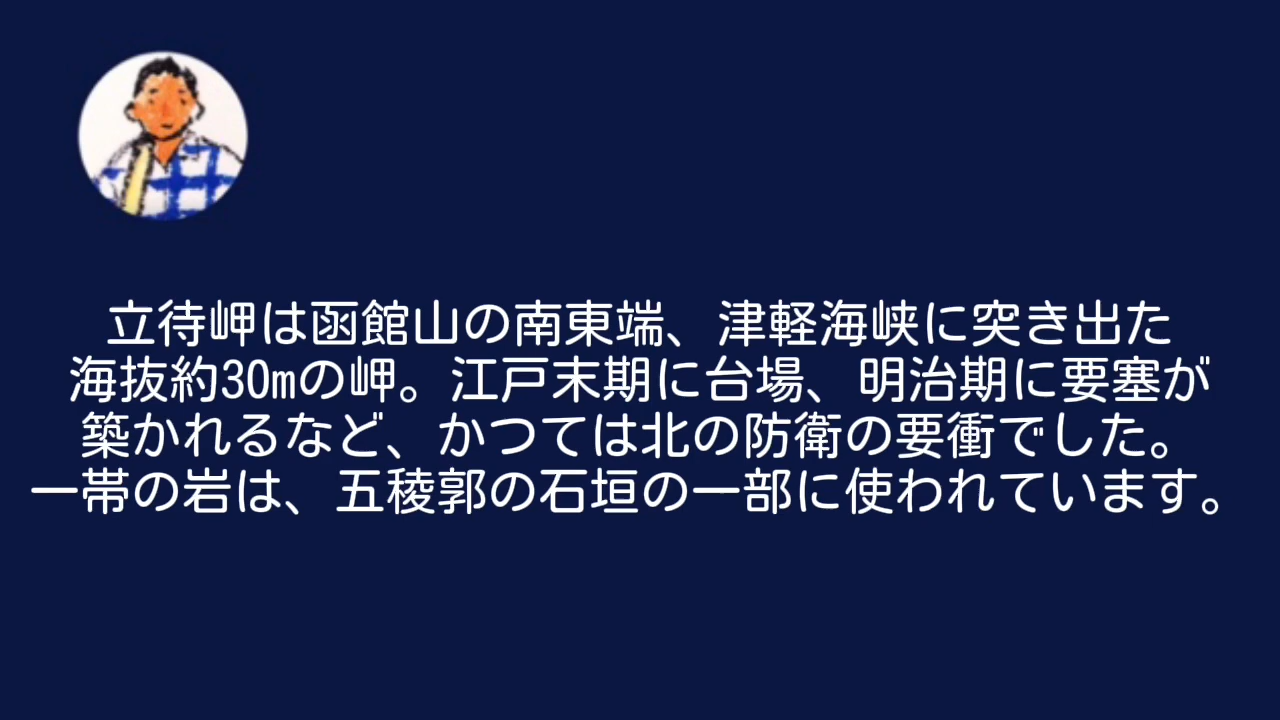 立待岬は函館山の南東端、津軽海峡に突き出た
海抜約30mの岬。江戸末期に台場、明治期に要塞が
築かれるなど、かつては北の防衛の要衝でした。
一帯の岩は、五稜郭の石垣の一部に使われています。